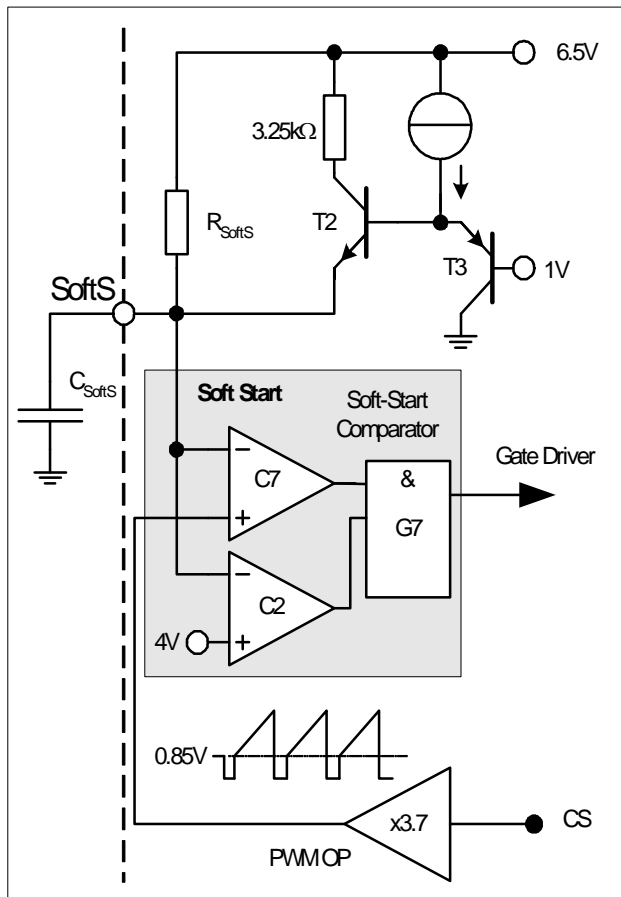 6.5V
3.25kΩ
R_SoftS
T2
T3
1V
SoftS
C_SoftS
Soft Start
Soft-Start
Comparator
Gate Driver
−
C7
+
&
G7
−
C2
4V
+
0.85V
x3.7
CS
PWM OP